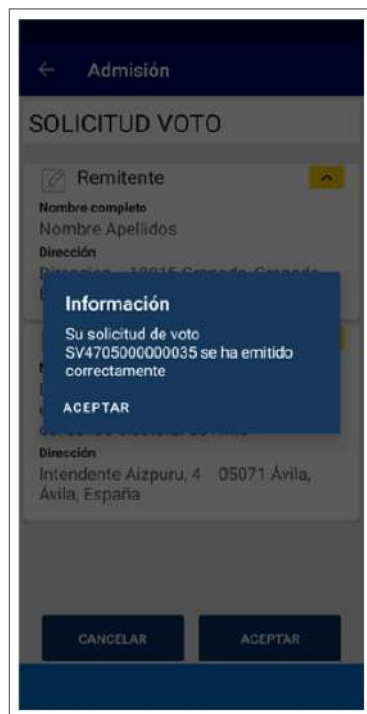 Admisión
SOLICITUD VOTO
Remitente
Nombre completo
Nombre Apellidos
Dirección
Información
Su solicitud de voto
SV4705000000035 se ha emitido
correctamente
ACEPTAR
Dirección
Intendente Aizpuru, 4 05071 Ávila,
Ávila, España
CANCELAR
ACEPTAR